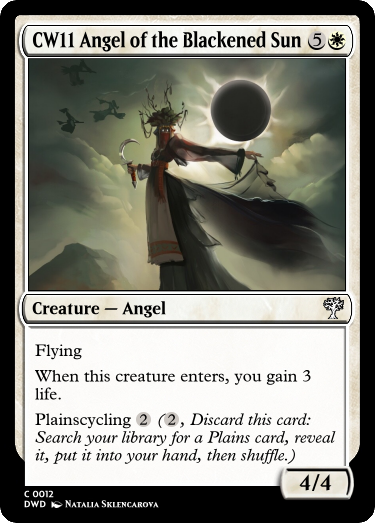 CW11 Angel of the Blackened Sun 5
Creature — Angel
Flying
When this creature enters, you gain 3
life.
Plainscycling 2 (2, Discard this card:
Search your library for a Plains card, reveal
it, put it into your hand, then shuffle.)
4/4
C 0012
DWD Natalia Sklencarova